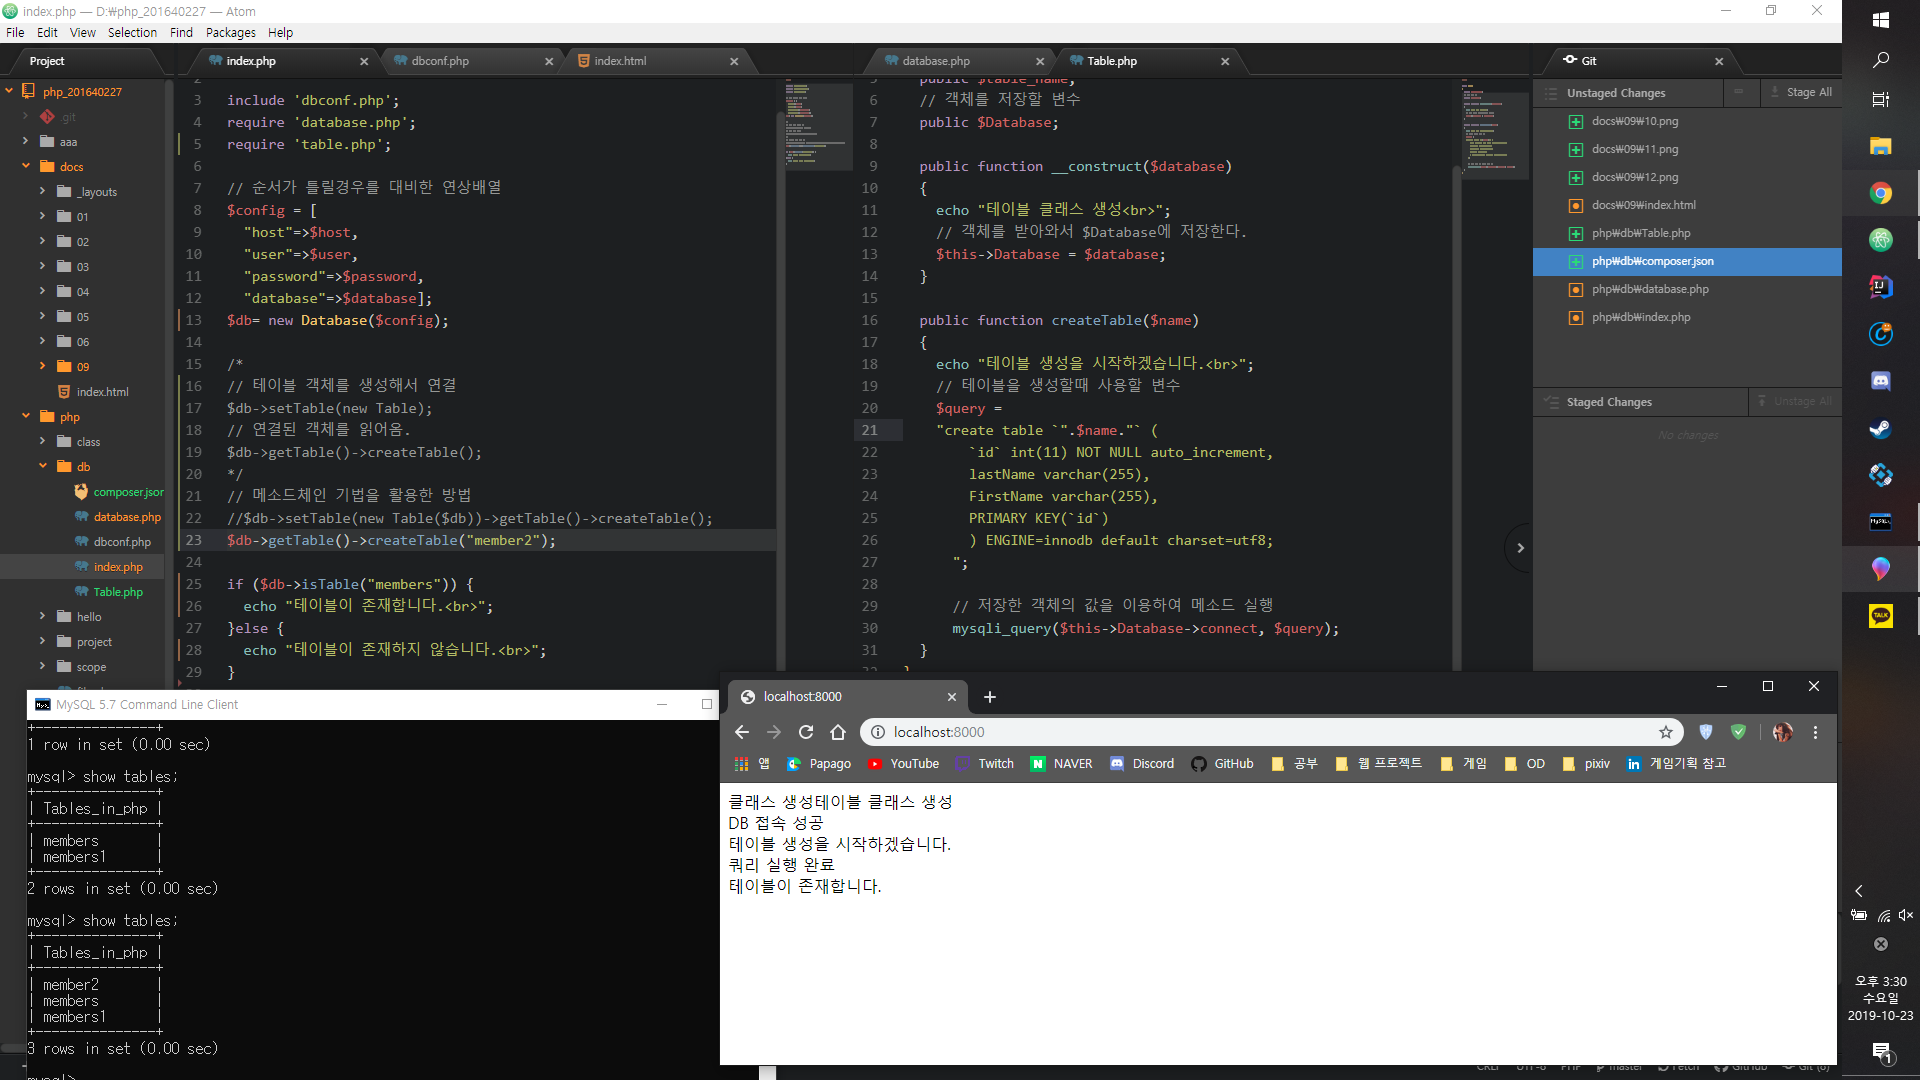 index.php — D:₩php_201640227 — Atom
File Edit View Selection Find Packages Help
Project
php_201640227
.git
aaa
docs
_layouts
01
02
03
04
05
06
09
index.html
php
class
db
composer.json
database.php
dbconf.php
index.php
Table.php
hello
project
scope
index.php
dbconf.php
index.html
2
3 include 'dbconf.php';
4 require 'database.php';
5 require 'table.php';
6
7 // 순서가 틀릴경우를 대비한 연상배열
8 $config = [
9 "host"=>$host,
10 "user"=>$user,
11 "password"=>$password,
12 "database"=>$database];
13 $db= new Database($config);
14
15 /*
16 // 테이블 객체를 생성해서 연결
17 $db->setTable(new Table);
18 // 연결된 객체를 읽어옴.
19 $db->getTable()->createTable();
20 */
21 // 메소드체인 기법을 활용한 방법
22 //$db->setTable(new Table($db))->getTable()->createTable();
23 $db->getTable()->createTable("member2");
24
25 if ($db->isTable("members")) {
26 echo "테이블이 존재합니다.<br>";
27 }else {
28 echo "테이블이 존재하지 않습니다.<br>";
29 }
database.php
Table.php
5 public $table_name;
6 // 객체를 저장할 변수
7 public $Database;
8
9 public function __construct($database)
10 {
11 echo "테이블 클래스 생성<br>";
12 // 객체를 받아와서 $Database에 저장한다.
13 $this->Database = $database;
14 }
15
16 public function createTable($name)
17 {
18 echo "테이블 생성을 시작하겠습니다.<br>";
19 // 테이블을 생성할때 사용할 변수
20 $query =
21 "create table `".$name."` (
22 `id` int(11) NOT NULL auto_increment,
23 lastName varchar(255),
24 FirstName varchar(255),
25 PRIMARY KEY(`id`)
26 ) ENGINE=innodb default charset=utf8;
27 ";
28
29 // 저장한 객체의 값을 이용하여 메소드 실행
30 mysqli_query($this->Database->connect, $query);
31 }
32 }
Git
Unstaged Changes
Stage All
docs₩09₩10.png
docs₩09₩11.png
docs₩09₩12.png
docs₩09₩index.html
php₩db₩Table.php
php₩db₩composer.json
php₩db₩database.php
php₩db₩index.php
Staged Changes
Unstage All
No changes
MySQL 5.7 Command Line Client
+---------------+
1 row in set (0.00 sec)
mysql> show tables;
+---------------+
| Tables_in_php |
+---------------+
| members       |
| members1      |
+---------------+
2 rows in set (0.00 sec)
mysql> show tables;
+---------------+
| Tables_in_php |
+---------------+
| member2       |
| members       |
| members1      |
+---------------+
3 rows in set (0.00 sec)
mysql>
localhost:8000
localhost:8000
앱 Papago YouTube Twitch NAVER Discord GitHub 공부 웹 프로젝트 게임 OD pixiv 게임기획 참고
클래스 생성테이블 클래스 생성
DB 접속 성공
테이블 생성을 시작하겠습니다.
쿼리 실행 완료
테이블이 존재합니다.
CRLF UTF-8 PHP master Fetch GitHub Git (8)
TALK
오후 3:30
수요일
2019-10-23
1